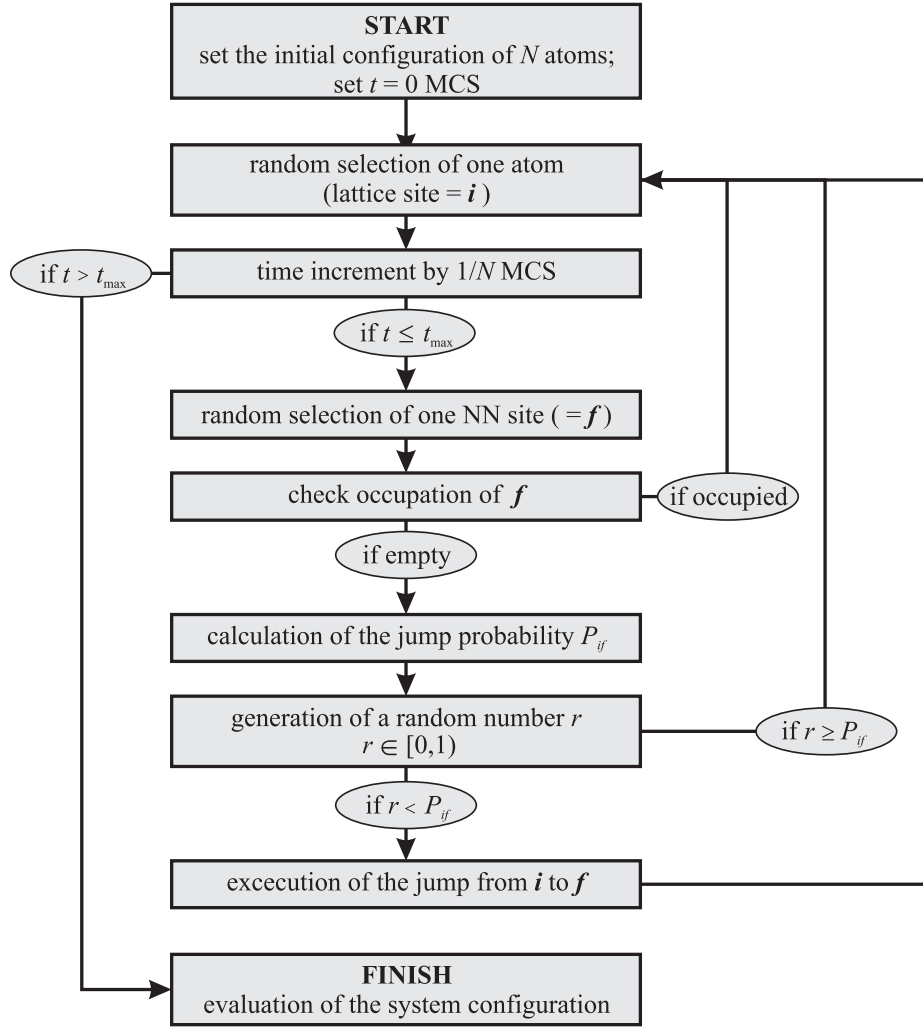 START
set the initial configuration of N atoms;
set t = 0 MCS
random selection of one atom
(lattice site = i )
time increment by 1/N MCS
if t > tmax
if t ≤ tmax
random selection of one NN site ( = f )
check occupation of f
if occupied
if empty
calculation of the jump probability Pif
generation of a random number r
r ∈ [0,1)
if r ≥ Pif
if r < Pif
excecution of the jump from i to f
FINISH
evaluation of the system configuration